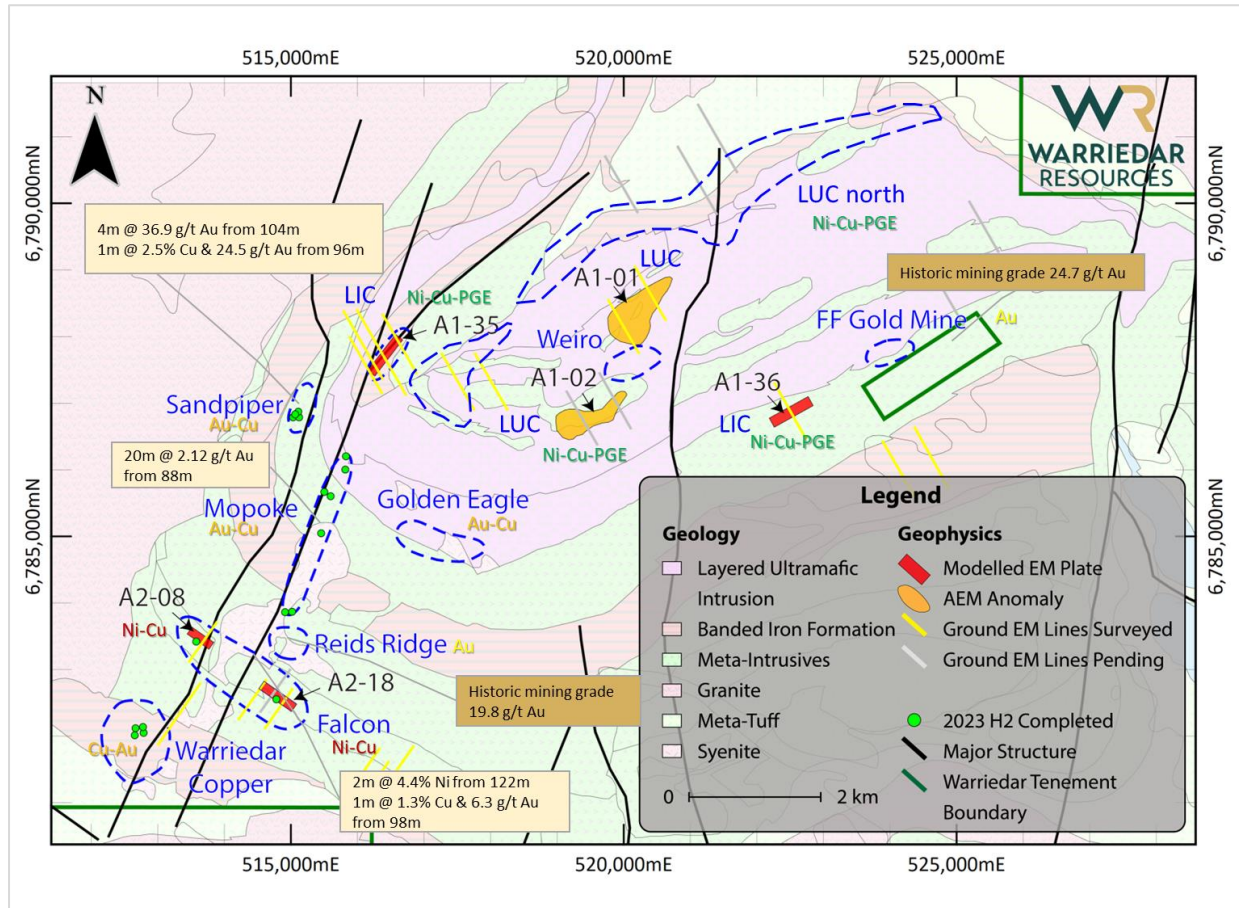 515,000mE
520,000mE
525,000mE
N
WR
WARRIEDAR
RESOURCES
6,790,000mN
6,790,000mN
LUC north
Ni-Cu-PGE
4m @ 36.9 g/t Au from 104m
1m @ 2.5% Cu & 24.5 g/t Au from 96m
LUC
A1-01
Historic mining grade 24.7 g/t Au
LIC
Ni-Cu-PGE
A1-35
Weiro
FF Gold Mine
Au
A1-02
A1-36
Sandpiper
Au-Cu
LUC
LIC
Ni-Cu-PGE
Ni-Cu-PGE
20m @ 2.12 g/t Au
from 88m
Mopoke
Au-Cu
Golden Eagle
Au-Cu
6,785,000mN
6,785,000mN
A2-08
Ni-Cu
Reids Ridge
Au
A2-18
Historic mining grade
19.8 g/t Au
Falcon
Ni-Cu
Cu-Au
Warriedar
Copper
2m @ 4.4% Ni from 122m
1m @ 1.3% Cu & 6.3 g/t Au
from 98m
Legend
Geology
Layered Ultramafic
Intrusion
Banded Iron Formation
Meta-Intrusives
Granite
Meta-Tuff
Syenite
Geophysics
Modelled EM Plate
AEM Anomaly
Ground EM Lines Surveyed
Ground EM Lines Pending
2023 H2 Completed
Major Structure
Warriedar Tenement
Boundary
0
2 km
515,000mE
520,000mE
525,000mE